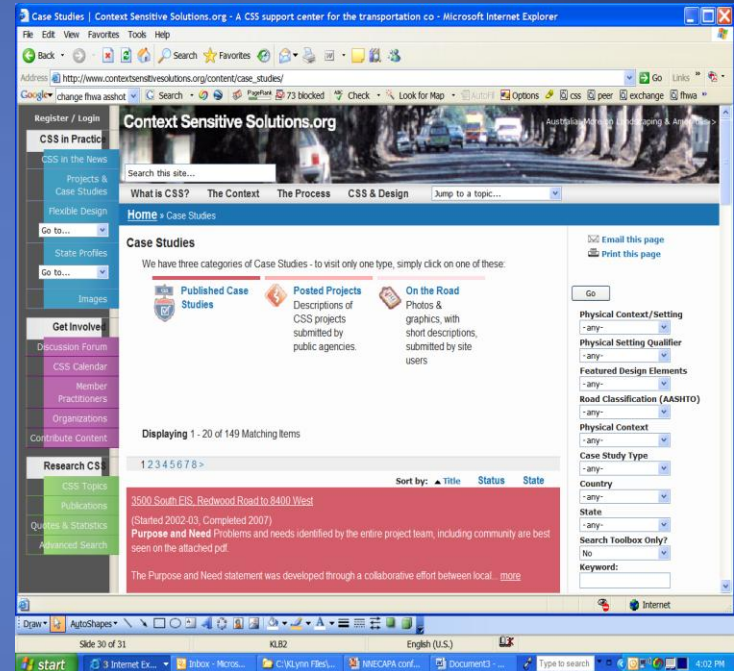 Case Studies | Context Sensitive Solutions.org - A CSS support center for the transportation co - Microsoft Internet Explorer
File Edit View Favorites Tools Help
Back Search Favorites
Address http://www.contextsensitivesolutions.org/content/case_studies/ Go Links
Google change fhwa asshot Search PageRank 73 blocked Check Look for Map AutoFill Options css peer exchange fhwa
Register / Login
CSS in Practice
CSS in the News
Projects &
Case Studies
Flexible Design
Go to...
State Profiles
Go to...
Images
Get Involved
Discussion Forum
CSS Calendar
Member
Practitioners
Organizations
Contribute Content
Research CSS
CSS Topics
Publications
Quotes & Statistics
Advanced Search
Context Sensitive Solutions.org
Search this site...
What is CSS? The Context The Process CSS & Design Jump to a topic...
Home » Case Studies
Case Studies
We have three categories of Case Studies - to visit only one type, simply click on one of these:
Published Case
Studies
Posted Projects
Descriptions of
CSS projects
submitted by
public agencies.
On the Road
Photos &
graphics, with
short descriptions,
submitted by site
users
Displaying 1 - 20 of 149 Matching Items
1 2 3 4 5 6 7 8 >
Sort by: ▲ Title Status State
3500 South EIS, Redwood Road to 8400 West
(Started 2002-03, Completed 2007)
Purpose and Need Problems and needs identified by the entire project team, including community are best
seen on the attached pdf.
The Purpose and Need statement was developed through a collaborative effort between local... more
Email this page
Print this page
Go
Physical Context/Setting
-any-
Physical Setting Qualifier
-any-
Featured Design Elements
-any-
Road Classification (AASHTO)
-any-
Physical Context
-any-
Case Study Type
-any-
Country
-any-
State
-any-
Search Toolbox Only?
No
Keyword:
Internet
Draw AutoShapes
Slide 30 of 31 KLB2 English (U.S.)
start 3 Internet Ex... Inbox - Micros... C:\KLynn Files\... NNECAPA conf... Document3 - ... Type to search 4:02 PM